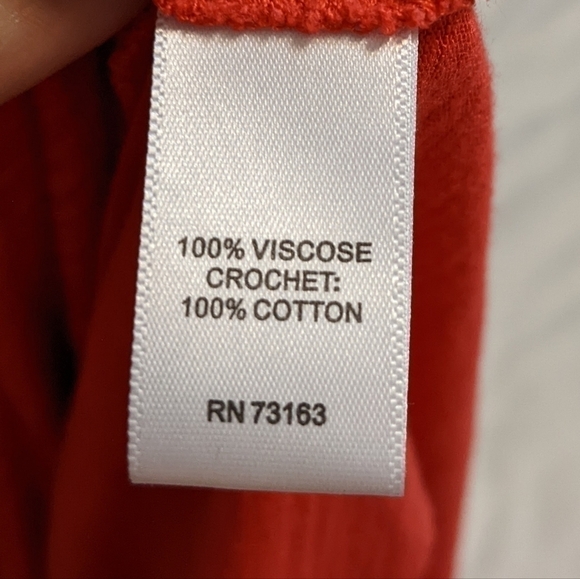 100% VISCOSE
CROCHET:
100% COTTON
RN 73163